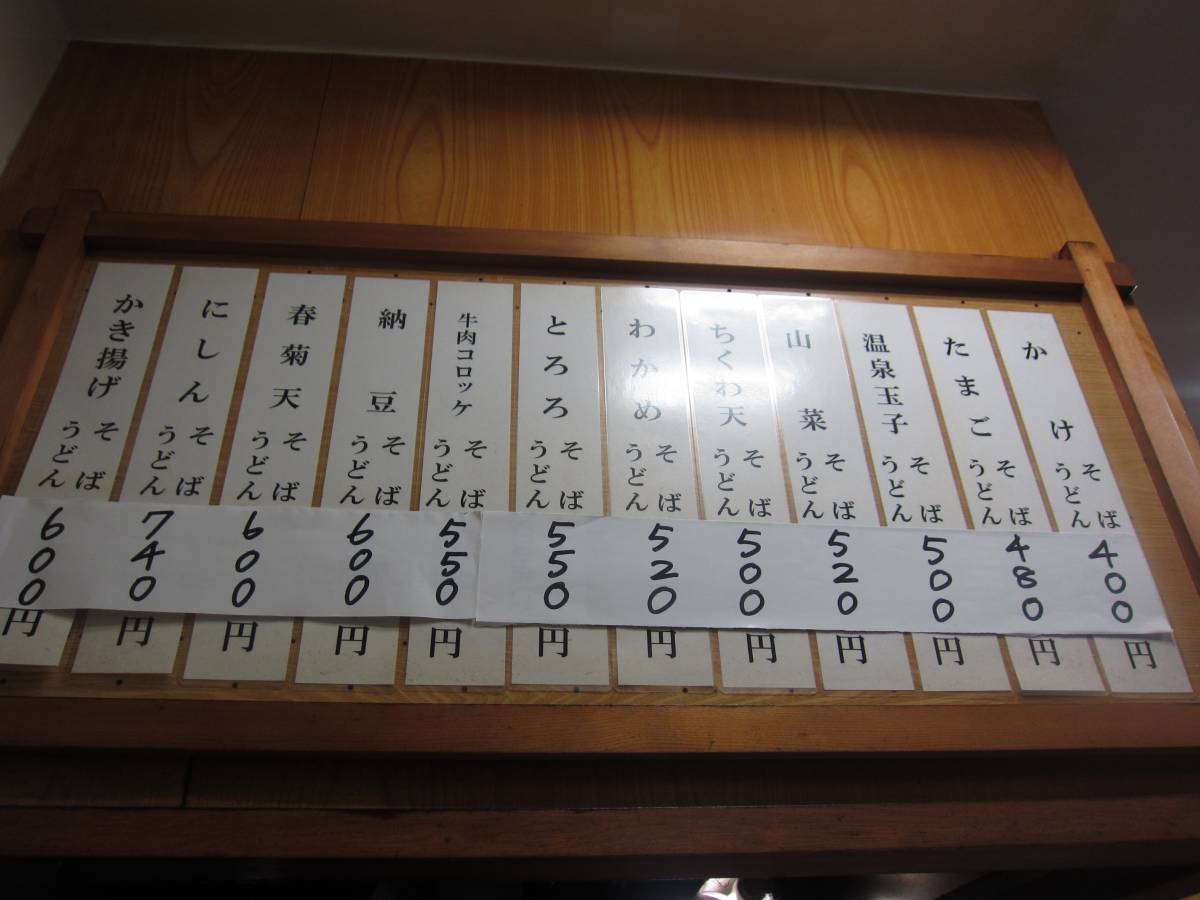 かけ そば うどん 400円
たまご そば うどん 480円
温泉玉子 そば うどん 500円
山菜 そば うどん 520円
ちくわ天 そば うどん 500円
わかめ そば うどん 520円
とろろ そば うどん 550円
牛肉コロッケ そば うどん 550円
納豆 そば うどん 600円
春菊天 そば うどん 600円
にしん そば うどん 740円
かき揚げ そば うどん 600円